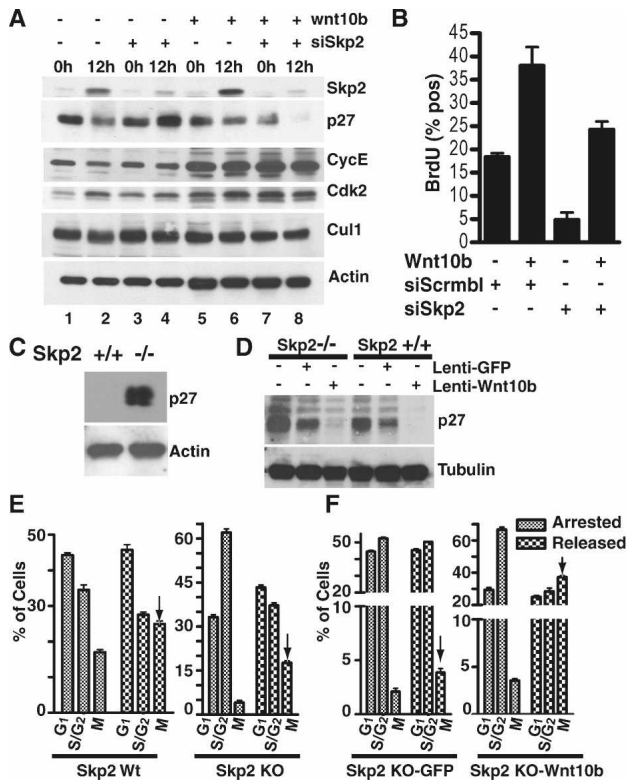 A
- - - - + + + + wnt10b
- - + + - - + + siSkp2
0h 12h 0h 12h 0h 12h 0h 12h
Skp2
p27
CycE
Cdk2
Cul1
Actin
1 2 3 4 5 6 7 8
B
BrdU (% pos)
45
40
35
30
25
20
15
10
5
0
Wnt10b - + - +
siScrmbl + + - -
siSkp2 - - + +
C
Skp2 +/+ -/-
p27
Actin
D
Skp2-/- Skp2 +/+
- + - - + - Lenti-GFP
- - + - - + Lenti-Wnt10b
p27
Tubulin
E
% of Cells
50
30
10
0
G1 S/G2 M G1 S/G2 M
Skp2 Wt
60
45
30
15
0
G1 S/G2 M G1 S/G2 M
Skp2 KO
F
% of Cells
50
30
10
5
0
G1 S/G2 M G1 S/G2 M
Skp2 KO-GFP
60
40
20
10
5
0
G1 S/G2 M G1 S/G2 M
Skp2 KO-Wnt10b
Arrested
Released